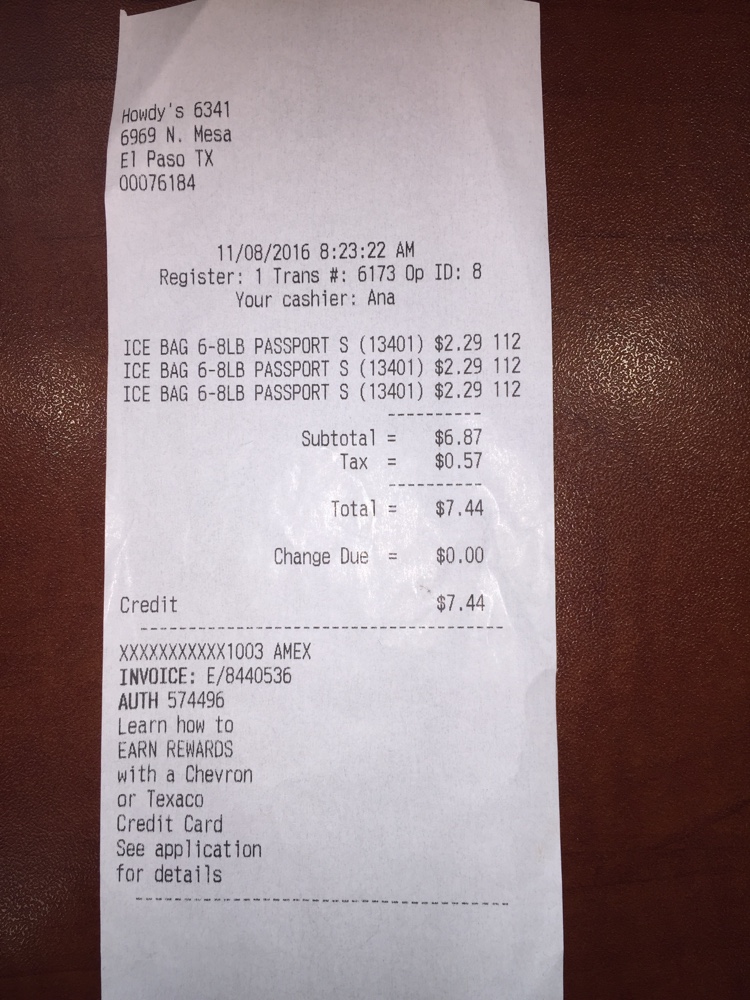 Howdy's 6341
6969 N. Mesa
El Paso TX
00076184
11/08/2016 8:23:22 AM
Register: 1 Trans #: 6173 Op ID: 8
Your cashier: Ana
ICE BAG 6-8LB PASSPORT S (13401) $2.29 112
ICE BAG 6-8LB PASSPORT S (13401) $2.29 112
ICE BAG 6-8LB PASSPORT S (13401) $2.29 112
----------
Subtotal = $6.87
Tax = $0.57
----------
Total = $7.44
Change Due = $0.00
Credit $7.44
----------------------------------------
XXXXXXXXXXX1003 AMEX
INVOICE: E/8440536
AUTH 574496
Learn how to
EARN REWARDS
with a Chevron
or Texaco
Credit Card
See application
for details
----------------------------------------